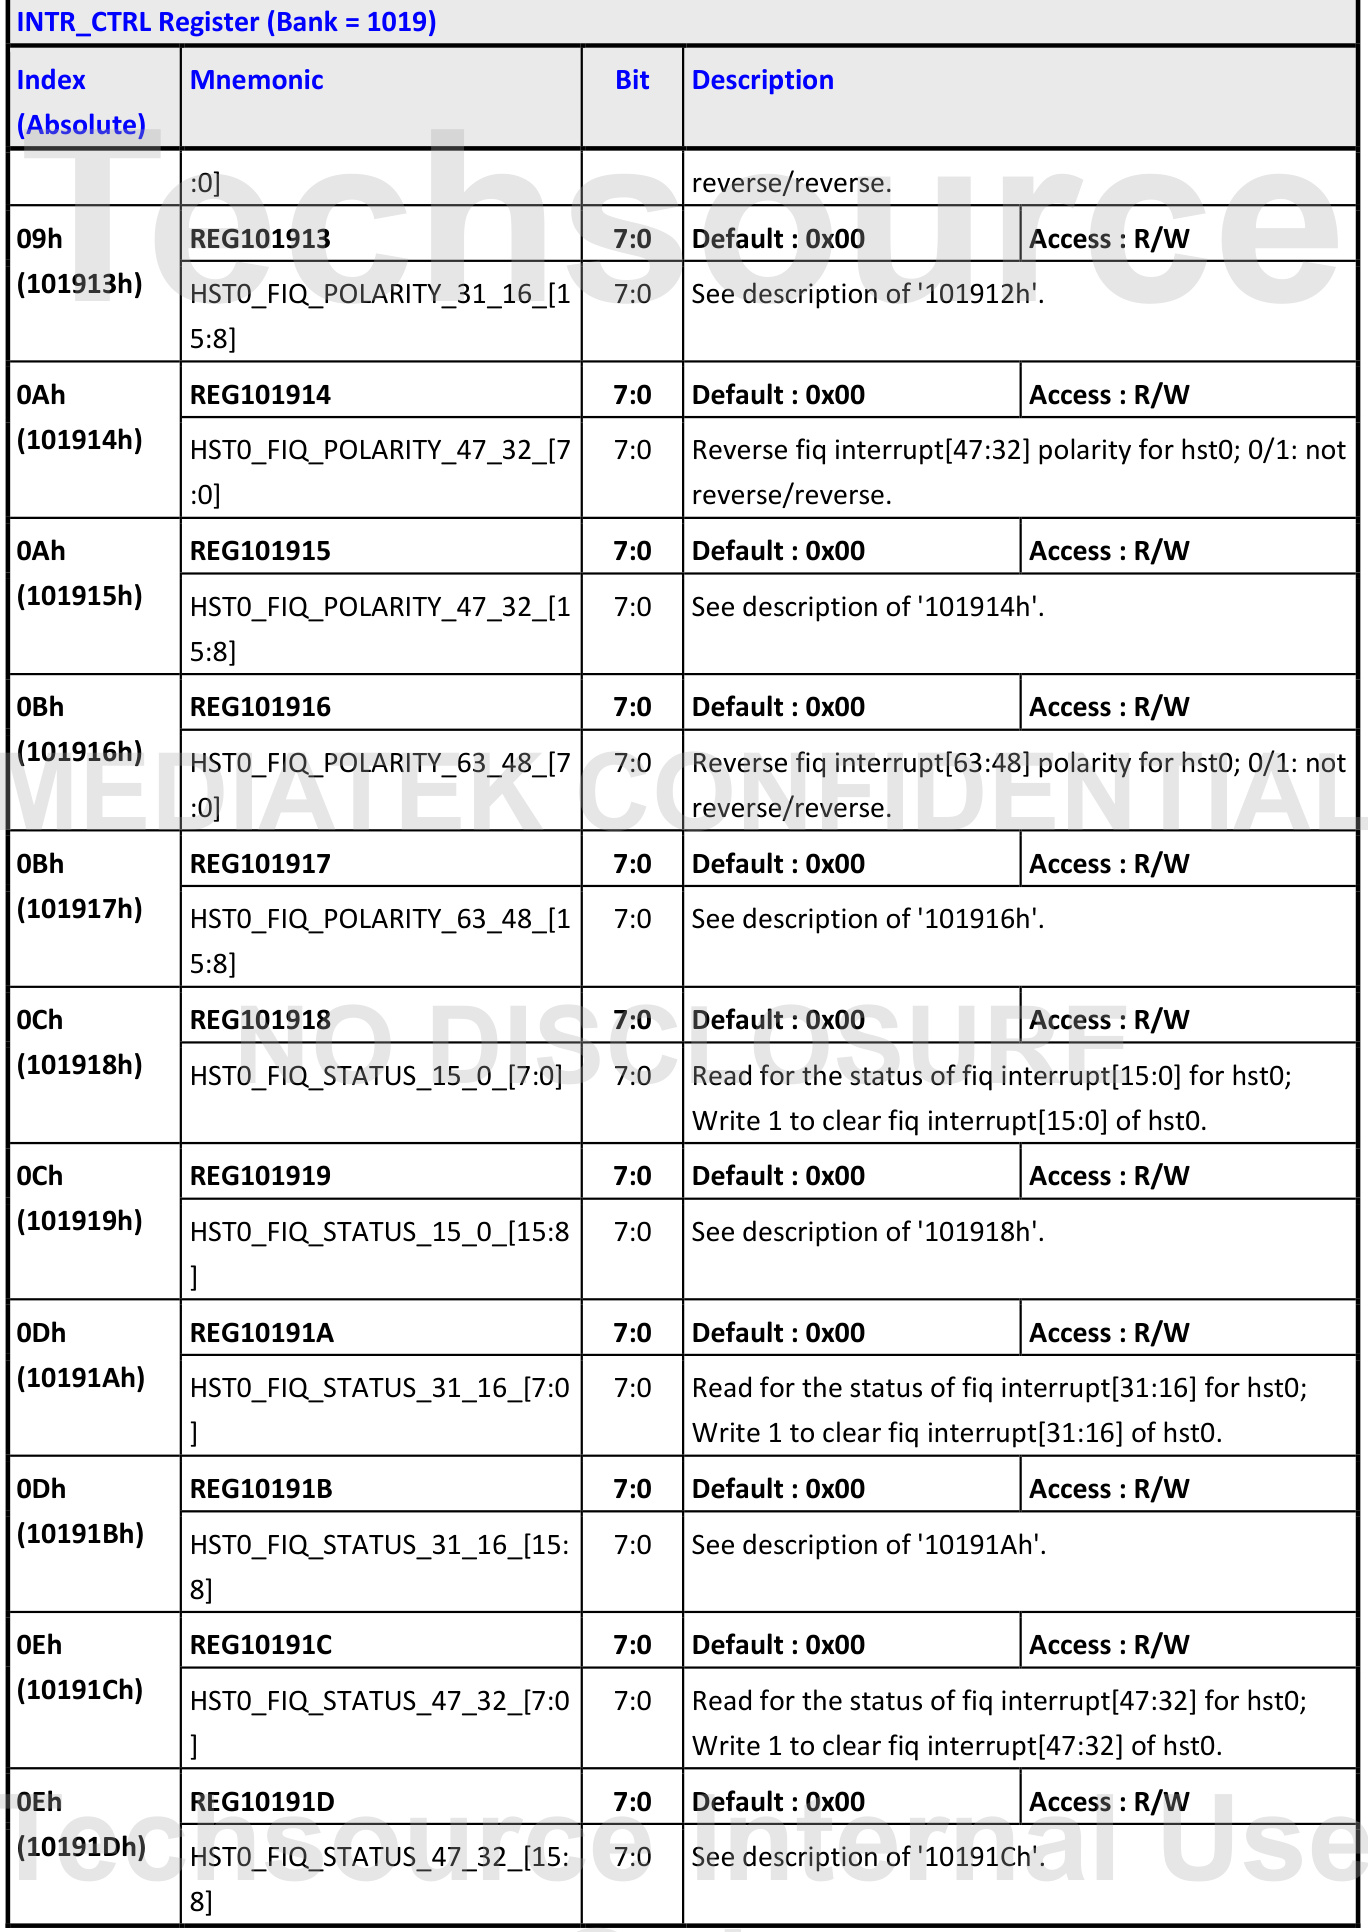 INTR_CTRL Register (Bank = 1019)
Index (Absolute) Mnemonic Bit Description
:0] reverse/reverse.
09h (101913h) REG101913 7:0 Default : 0x00 Access : R/W
HST0_FIQ_POLARITY_31_16_[1 7:0 See description of '101912h'.
5:8]
0Ah (101914h) REG101914 7:0 Default : 0x00 Access : R/W
HST0_FIQ_POLARITY_47_32_[7 7:0 Reverse fiq interrupt[47:32] polarity for hst0; 0/1: not
:0] reverse/reverse.
0Ah (101915h) REG101915 7:0 Default : 0x00 Access : R/W
HST0_FIQ_POLARITY_47_32_[1 7:0 See description of '101914h'.
5:8]
0Bh (101916h) REG101916 7:0 Default : 0x00 Access : R/W
HST0_FIQ_POLARITY_63_48_[7 7:0 Reverse fiq interrupt[63:48] polarity for hst0; 0/1: not
:0] reverse/reverse.
0Bh (101917h) REG101917 7:0 Default : 0x00 Access : R/W
HST0_FIQ_POLARITY_63_48_[1 7:0 See description of '101916h'.
5:8]
0Ch (101918h) REG101918 7:0 Default : 0x00 Access : R/W
HST0_FIQ_STATUS_15_0_[7:0] 7:0 Read for the status of fiq interrupt[15:0] for hst0;
Write 1 to clear fiq interrupt[15:0] of hst0.
0Ch (101919h) REG101919 7:0 Default : 0x00 Access : R/W
HST0_FIQ_STATUS_15_0_[15:8 7:0 See description of '101918h'.
]
0Dh (10191Ah) REG10191A 7:0 Default : 0x00 Access : R/W
HST0_FIQ_STATUS_31_16_[7:0 7:0 Read for the status of fiq interrupt[31:16] for hst0;
] Write 1 to clear fiq interrupt[31:16] of hst0.
0Dh (10191Bh) REG10191B 7:0 Default : 0x00 Access : R/W
HST0_FIQ_STATUS_31_16_[15: 7:0 See description of '10191Ah'.
8]
0Eh (10191Ch) REG10191C 7:0 Default : 0x00 Access : R/W
HST0_FIQ_STATUS_47_32_[7:0 7:0 Read for the status of fiq interrupt[47:32] for hst0;
] Write 1 to clear fiq interrupt[47:32] of hst0.
0Eh (10191Dh) REG10191D 7:0 Default : 0x00 Access : R/W
HST0_FIQ_STATUS_47_32_[15: 7:0 See description of '10191Ch'.
8]
Techsource
MEDIATEK CONFIDENTIAL
NO DISCLOSURE
Techsource Internal Use